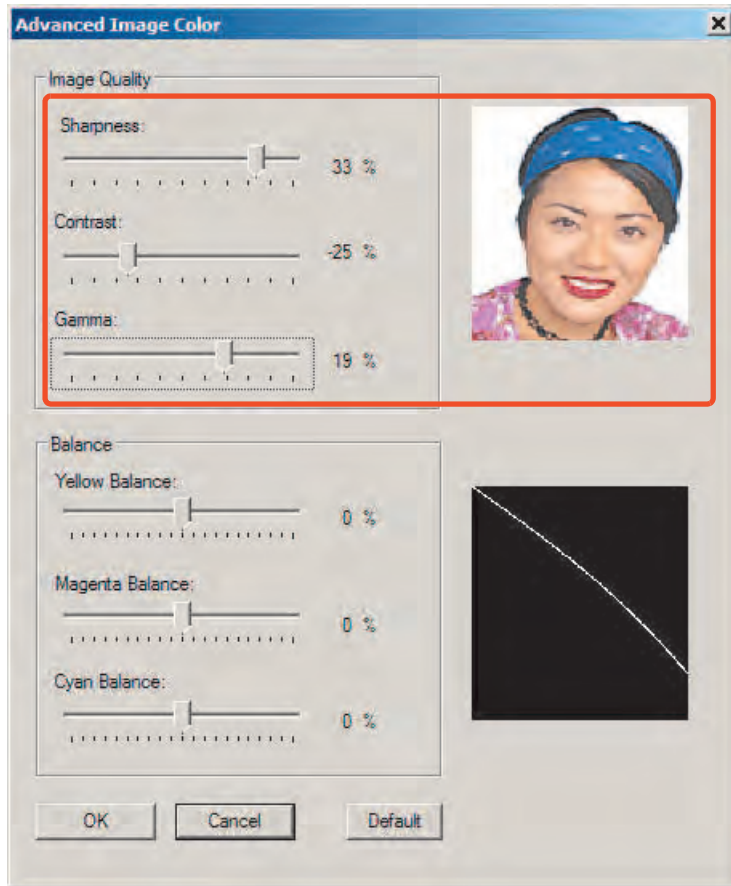 Advanced Image Color
Image Quality
Sharpness:
33 %
Contrast:
-25 %
Gamma:
19 %
Balance
Yellow Balance:
0 %
Magenta Balance:
0 %
Cyan Balance:
0 %
OK Cancel Default